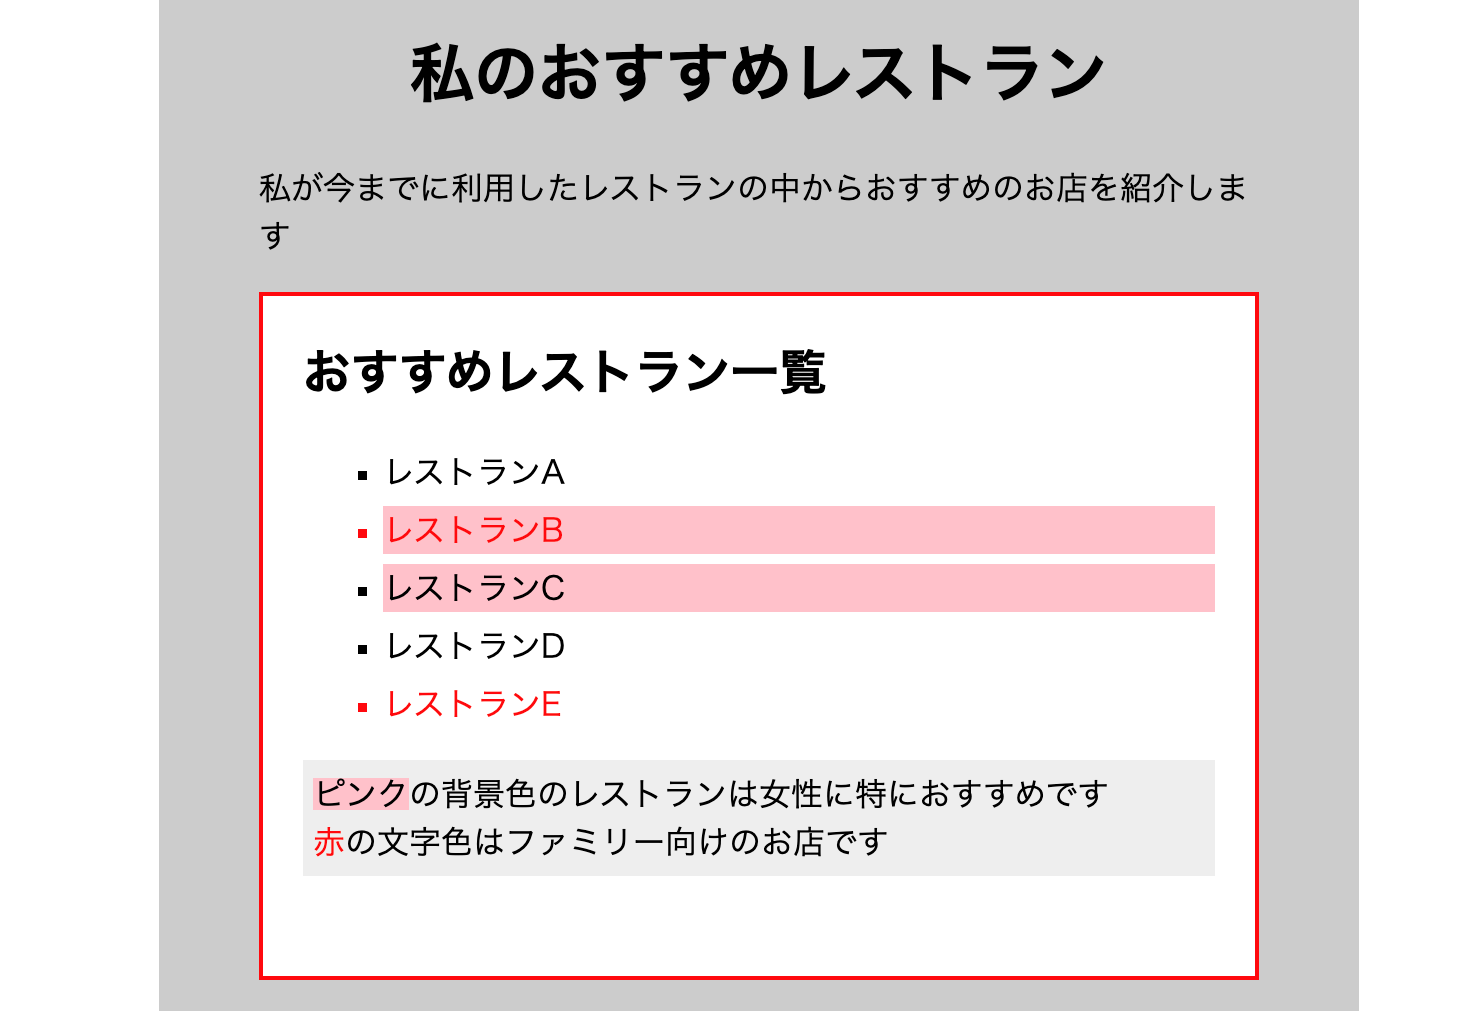 私のおすすめレストラン
私が今までに利用したレストランの中からおすすめのお店を紹介しま
す
おすすめレストラン一覧
レストランA
レストランB
レストランC
レストランD
レストランE
ピンクの背景色のレストランは女性に特におすすめです
赤の文字色はファミリー向けのお店です